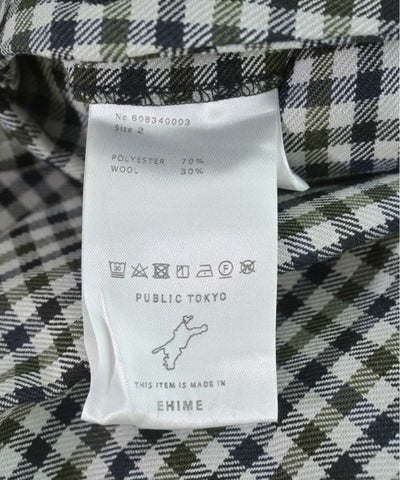 No.608340003
Size 2
POLYESTER 70%
WOOL 30%
PUBLIC TOKYO
THIS ITEM IS MADE IN
EHIME